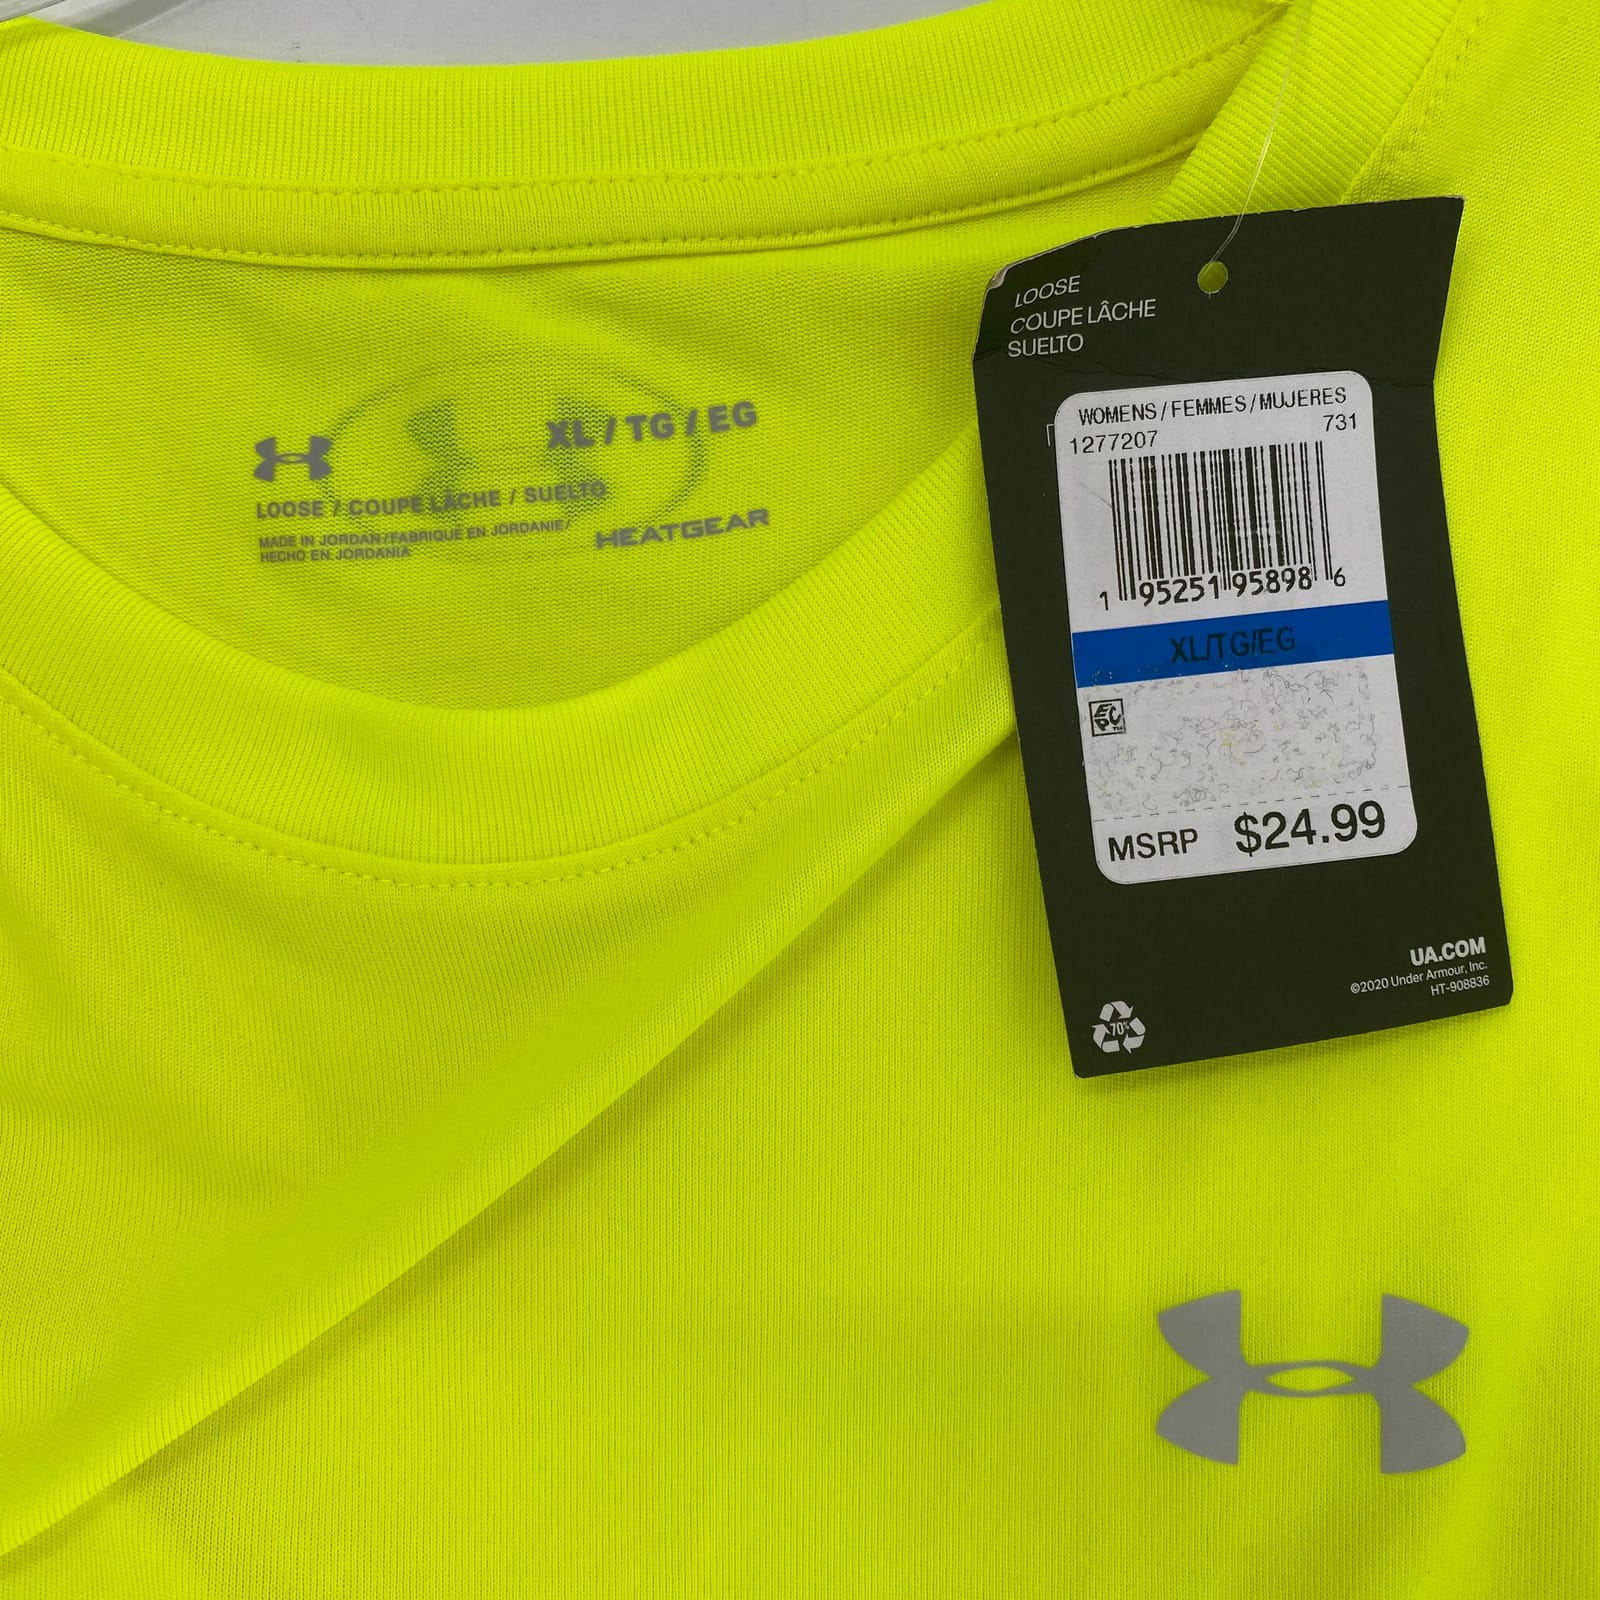 XL / TG / EG
LOOSE / COUPE LÂCHE / SUELTO
MADE IN JORDAN / FABRIQUÉ EN JORDANIE /
HECHO EN JORDANIA
HEATGEAR
LOOSE
COUPE LÂCHE
SUELTO
WOMENS / FEMMES / MUJERES
1277207 731
1 95251 95898 6
XL/TG/EG
EPC
MSRP $24.99
UA.COM
©2020 Under Armour, Inc.
HT-908836
70%